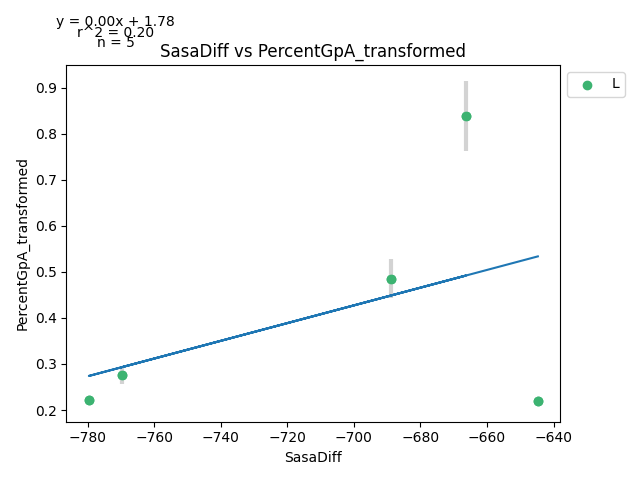 y = 0.00x + 1.78
r^2 = 0.20
n = 5
SasaDiff vs PercentGpA_transformed
L
PercentGpA_transformed
0.9
0.8
0.7
0.6
0.5
0.4
0.3
0.2
−780 −760 −740 −720 −700 −680 −660 −640
SasaDiff